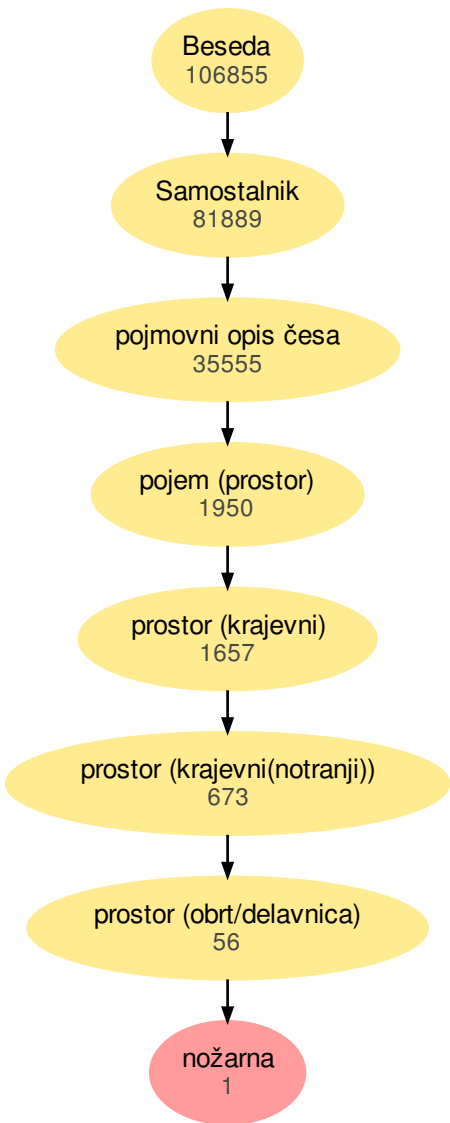 Beseda
106855
Samostalnik
81889
pojmovni opis česa
35555
pojem (prostor)
1950
prostor (krajevni)
1657
prostor (krajevni(notranji))
673
prostor (obrt/delavnica)
56
nožarna
1